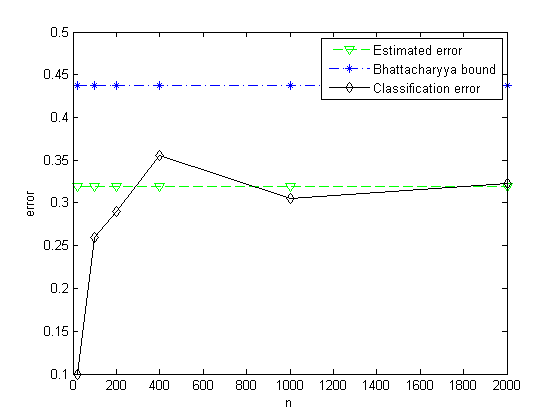 0.5
Estimated error
Bhattacharyya bound
Classification error
0.45
0.4
0.35
0.3
0.25
0.2
0.15
0.1
error
0 200 400 600 800 1000 1200 1400 1600 1800 2000
n